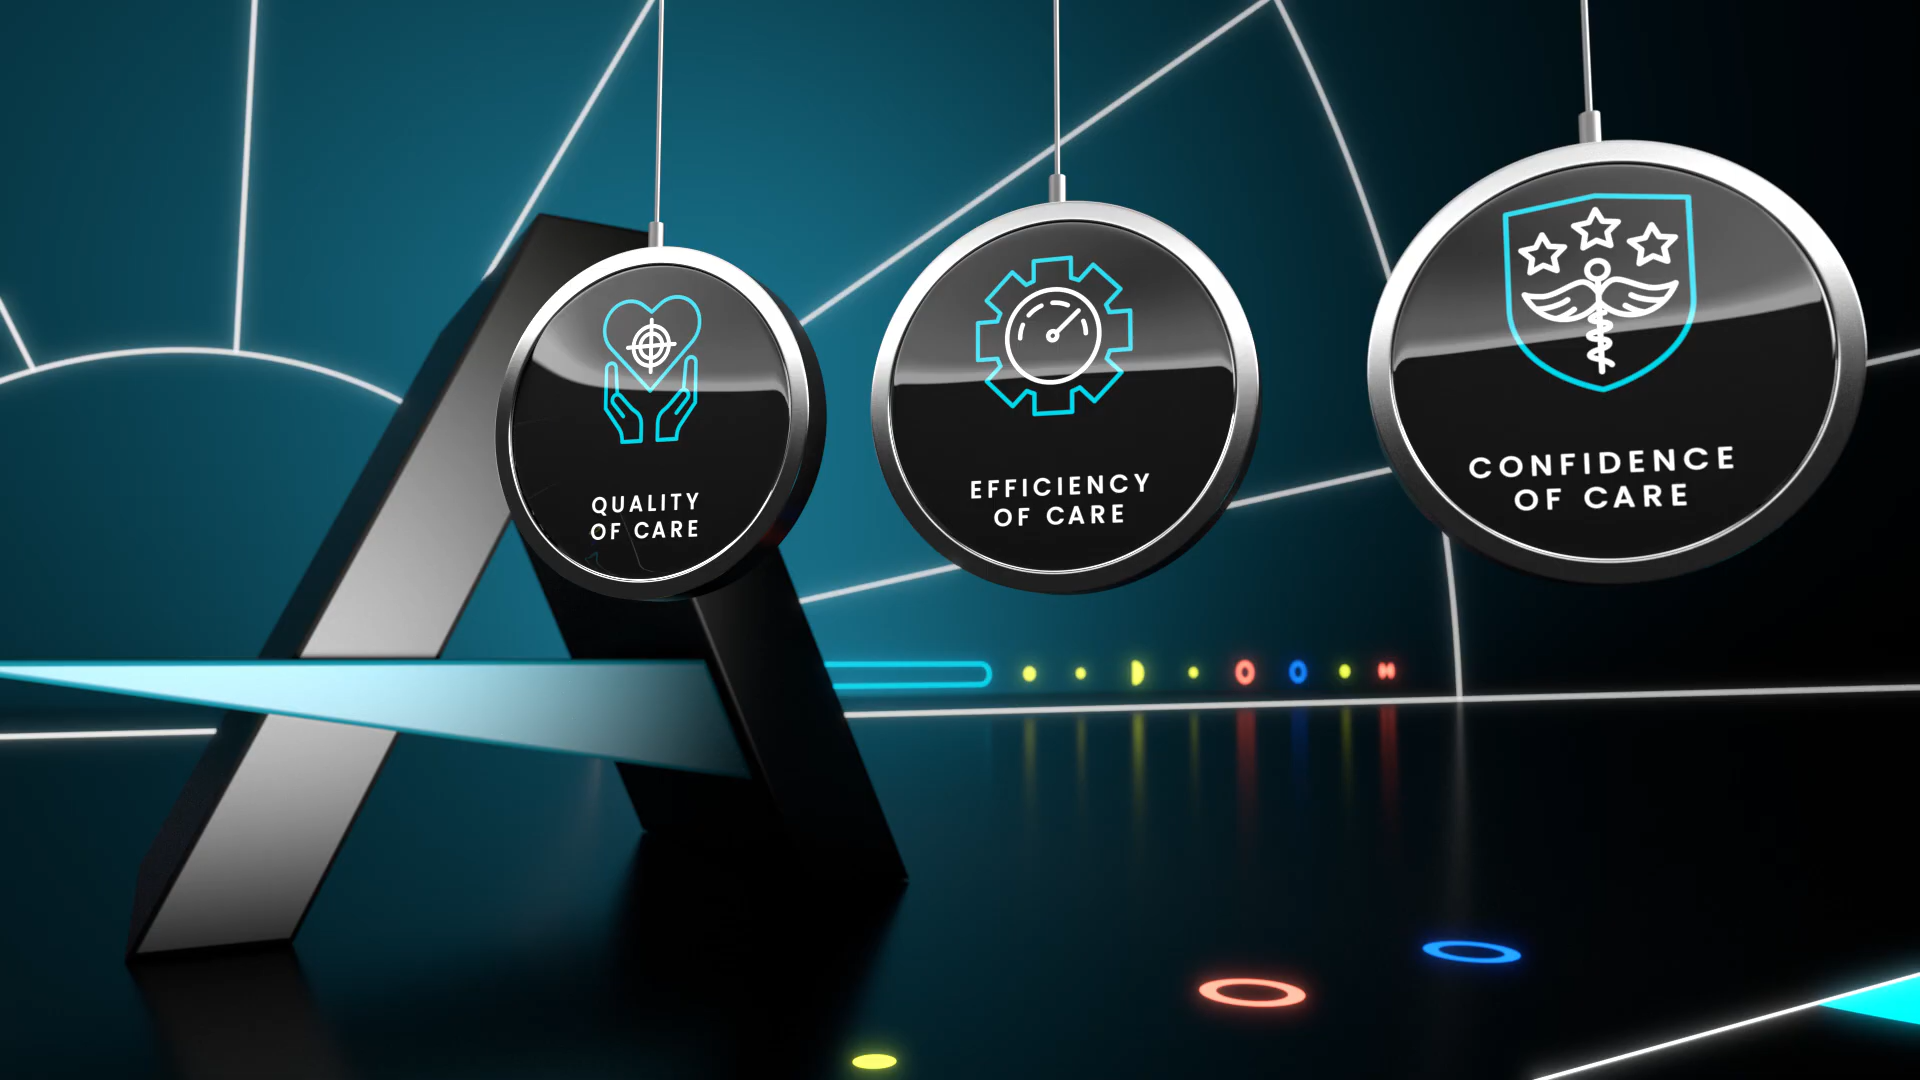 QUALITY
OF CARE
EFFICIENCY
OF CARE
CONFIDENCE
OF CARE